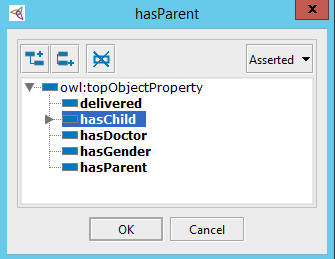 hasParent
x
Asserted
owl:topObjectProperty
delivered
hasChild
hasDoctor
hasGender
hasParent
OK Cancel